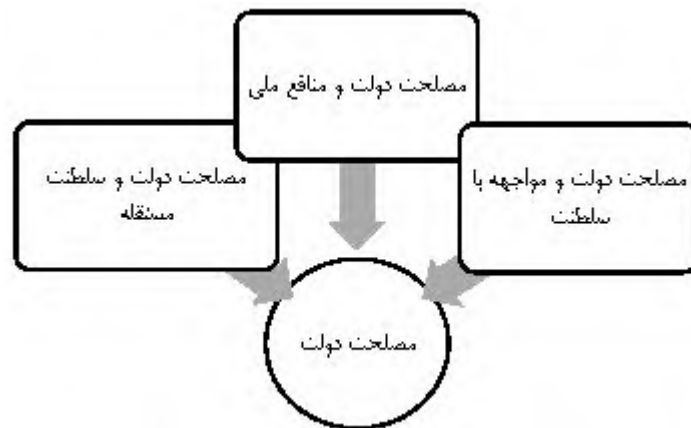 مصلحت دولت و منافع ملی
مصلحت دولت و مواجهه با
سلطنت
مصلحت دولت و سلطنت
مستقله
مصلحت دولت